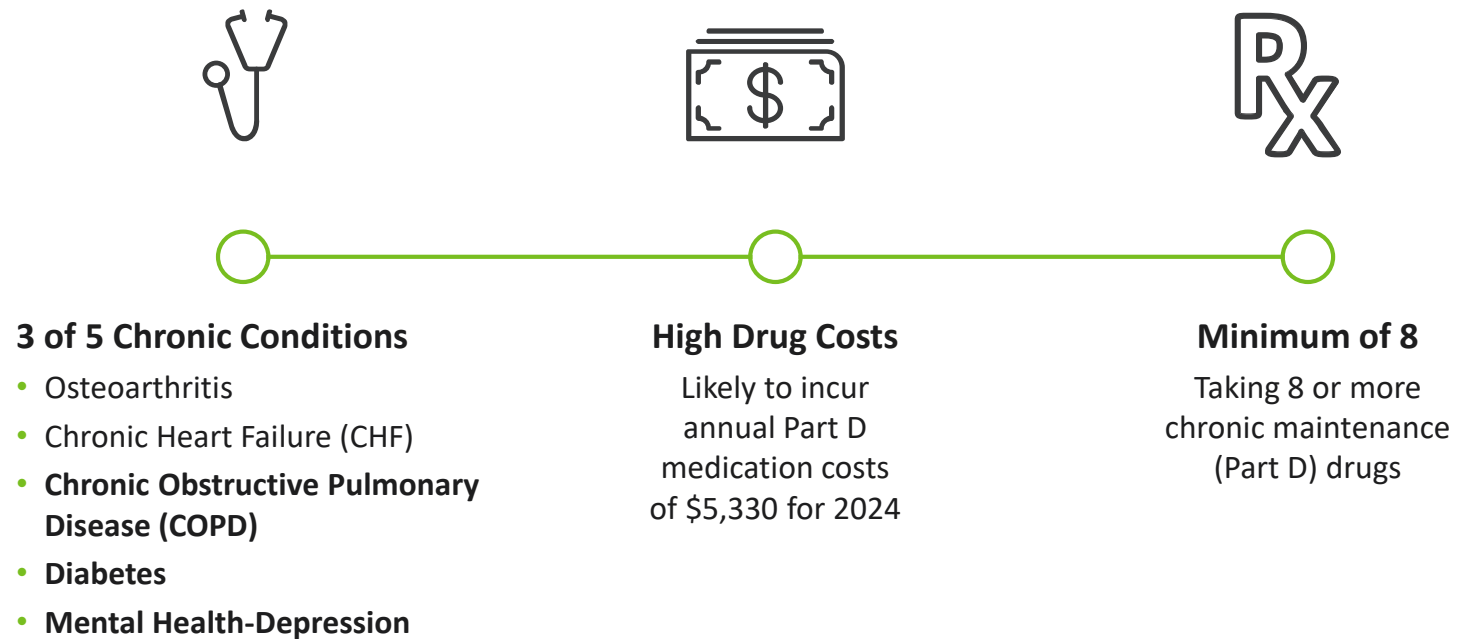 Rx
3 of 5 Chronic Conditions
• Osteoarthritis
• Chronic Heart Failure (CHF)
• Chronic Obstructive Pulmonary
Disease (COPD)
• Diabetes
• Mental Health-Depression
High Drug Costs
Likely to incur
annual Part D
medication costs
of $5,330 for 2024
Minimum of 8
Taking 8 or more
chronic maintenance
(Part D) drugs